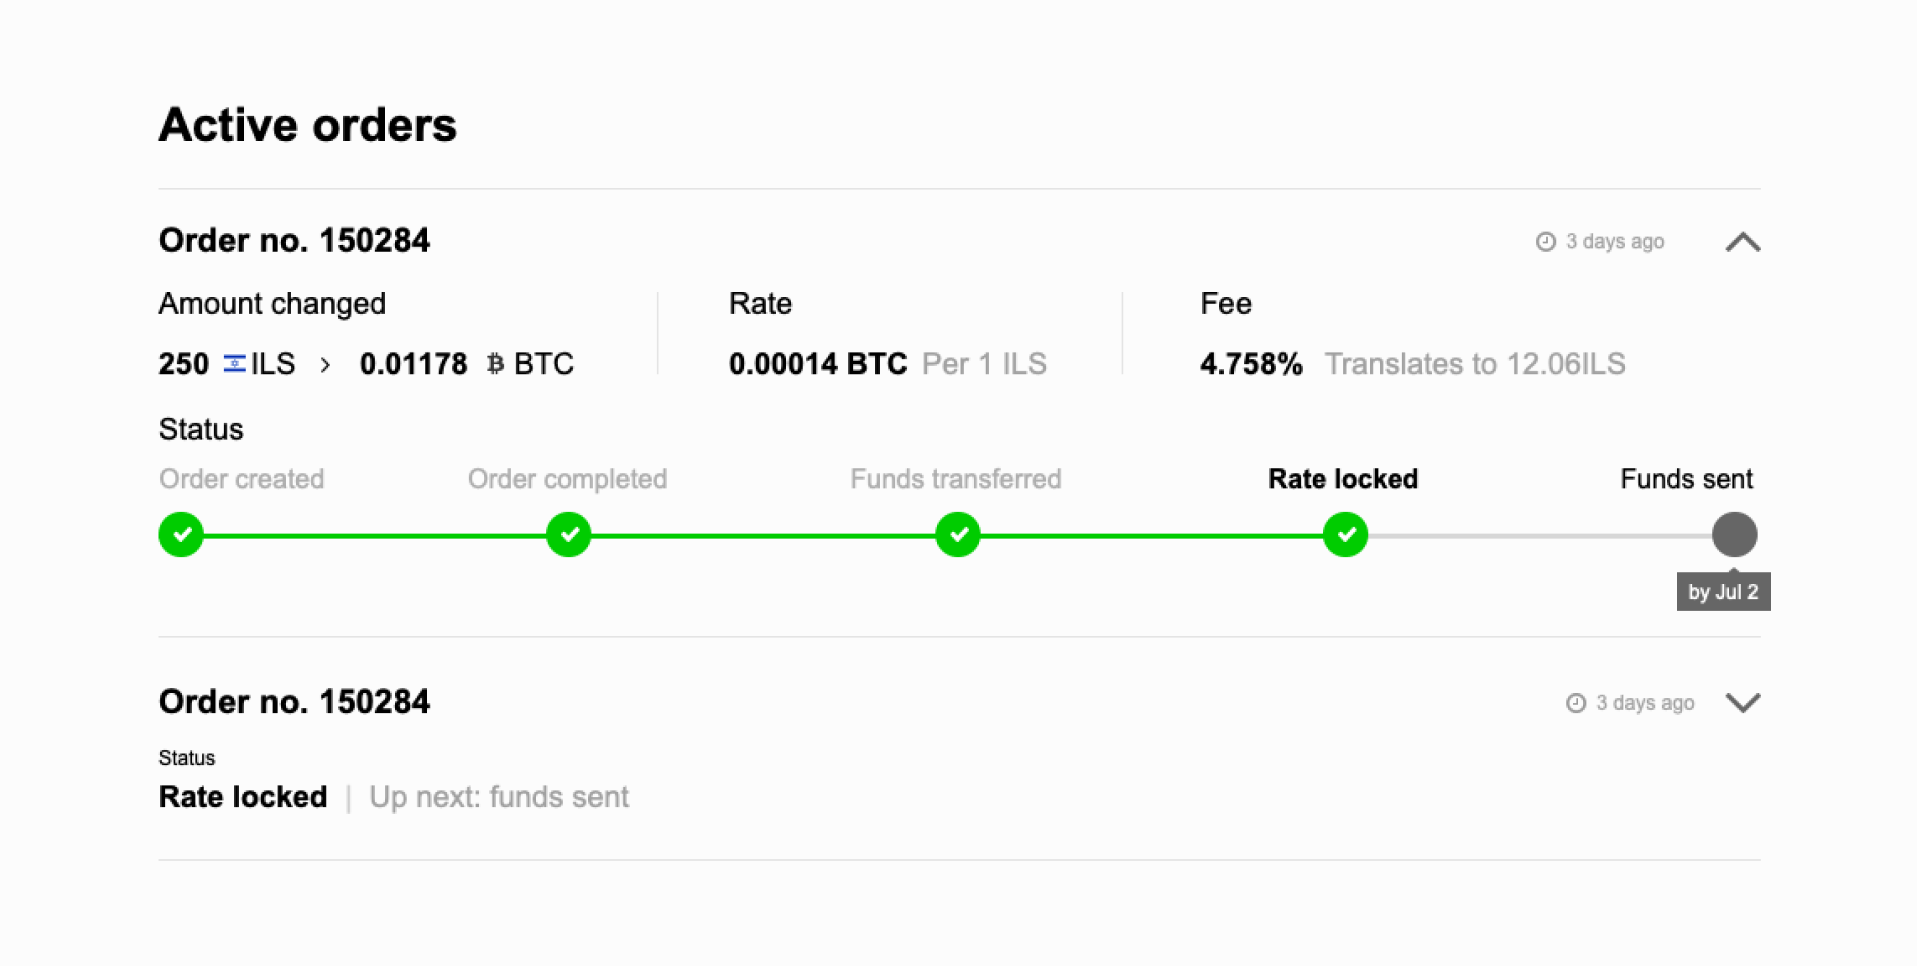 Active orders
Order no. 150284 3 days ago
Amount changed Rate Fee
250 ILS > 0.01178 ₿ BTC 0.00014 BTC Per 1 ILS 4.758% Translates to 12.06ILS
Status
Order created Order completed Funds transferred Rate locked Funds sent
by Jul 2
Order no. 150284 3 days ago
Status
Rate locked | Up next: funds sent